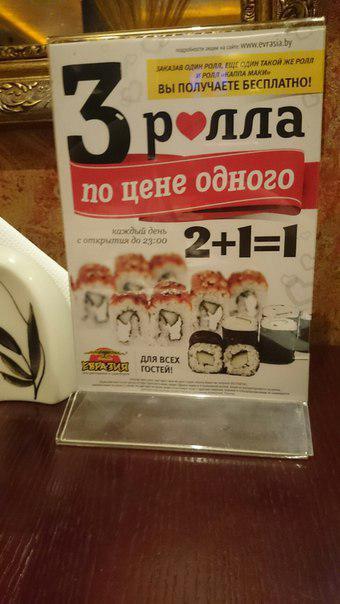 подробности акции на сайте: www.evrasia.by
ЗАКАЗАВ ОДИН РОЛЛ, ЕЩЕ ОДИН ТАКОЙ ЖЕ РОЛЛ
И РОЛЛ «КАППА МАКИ»
ВЫ ПОЛУЧАЕТЕ БЕСПЛАТНО!
3 ролла
по цене одного
каждый день
с открытия до 23:00
2+1=1
ЕВРАЗИЯ
ДЛЯ ВСЕХ
ГОСТЕЙ!